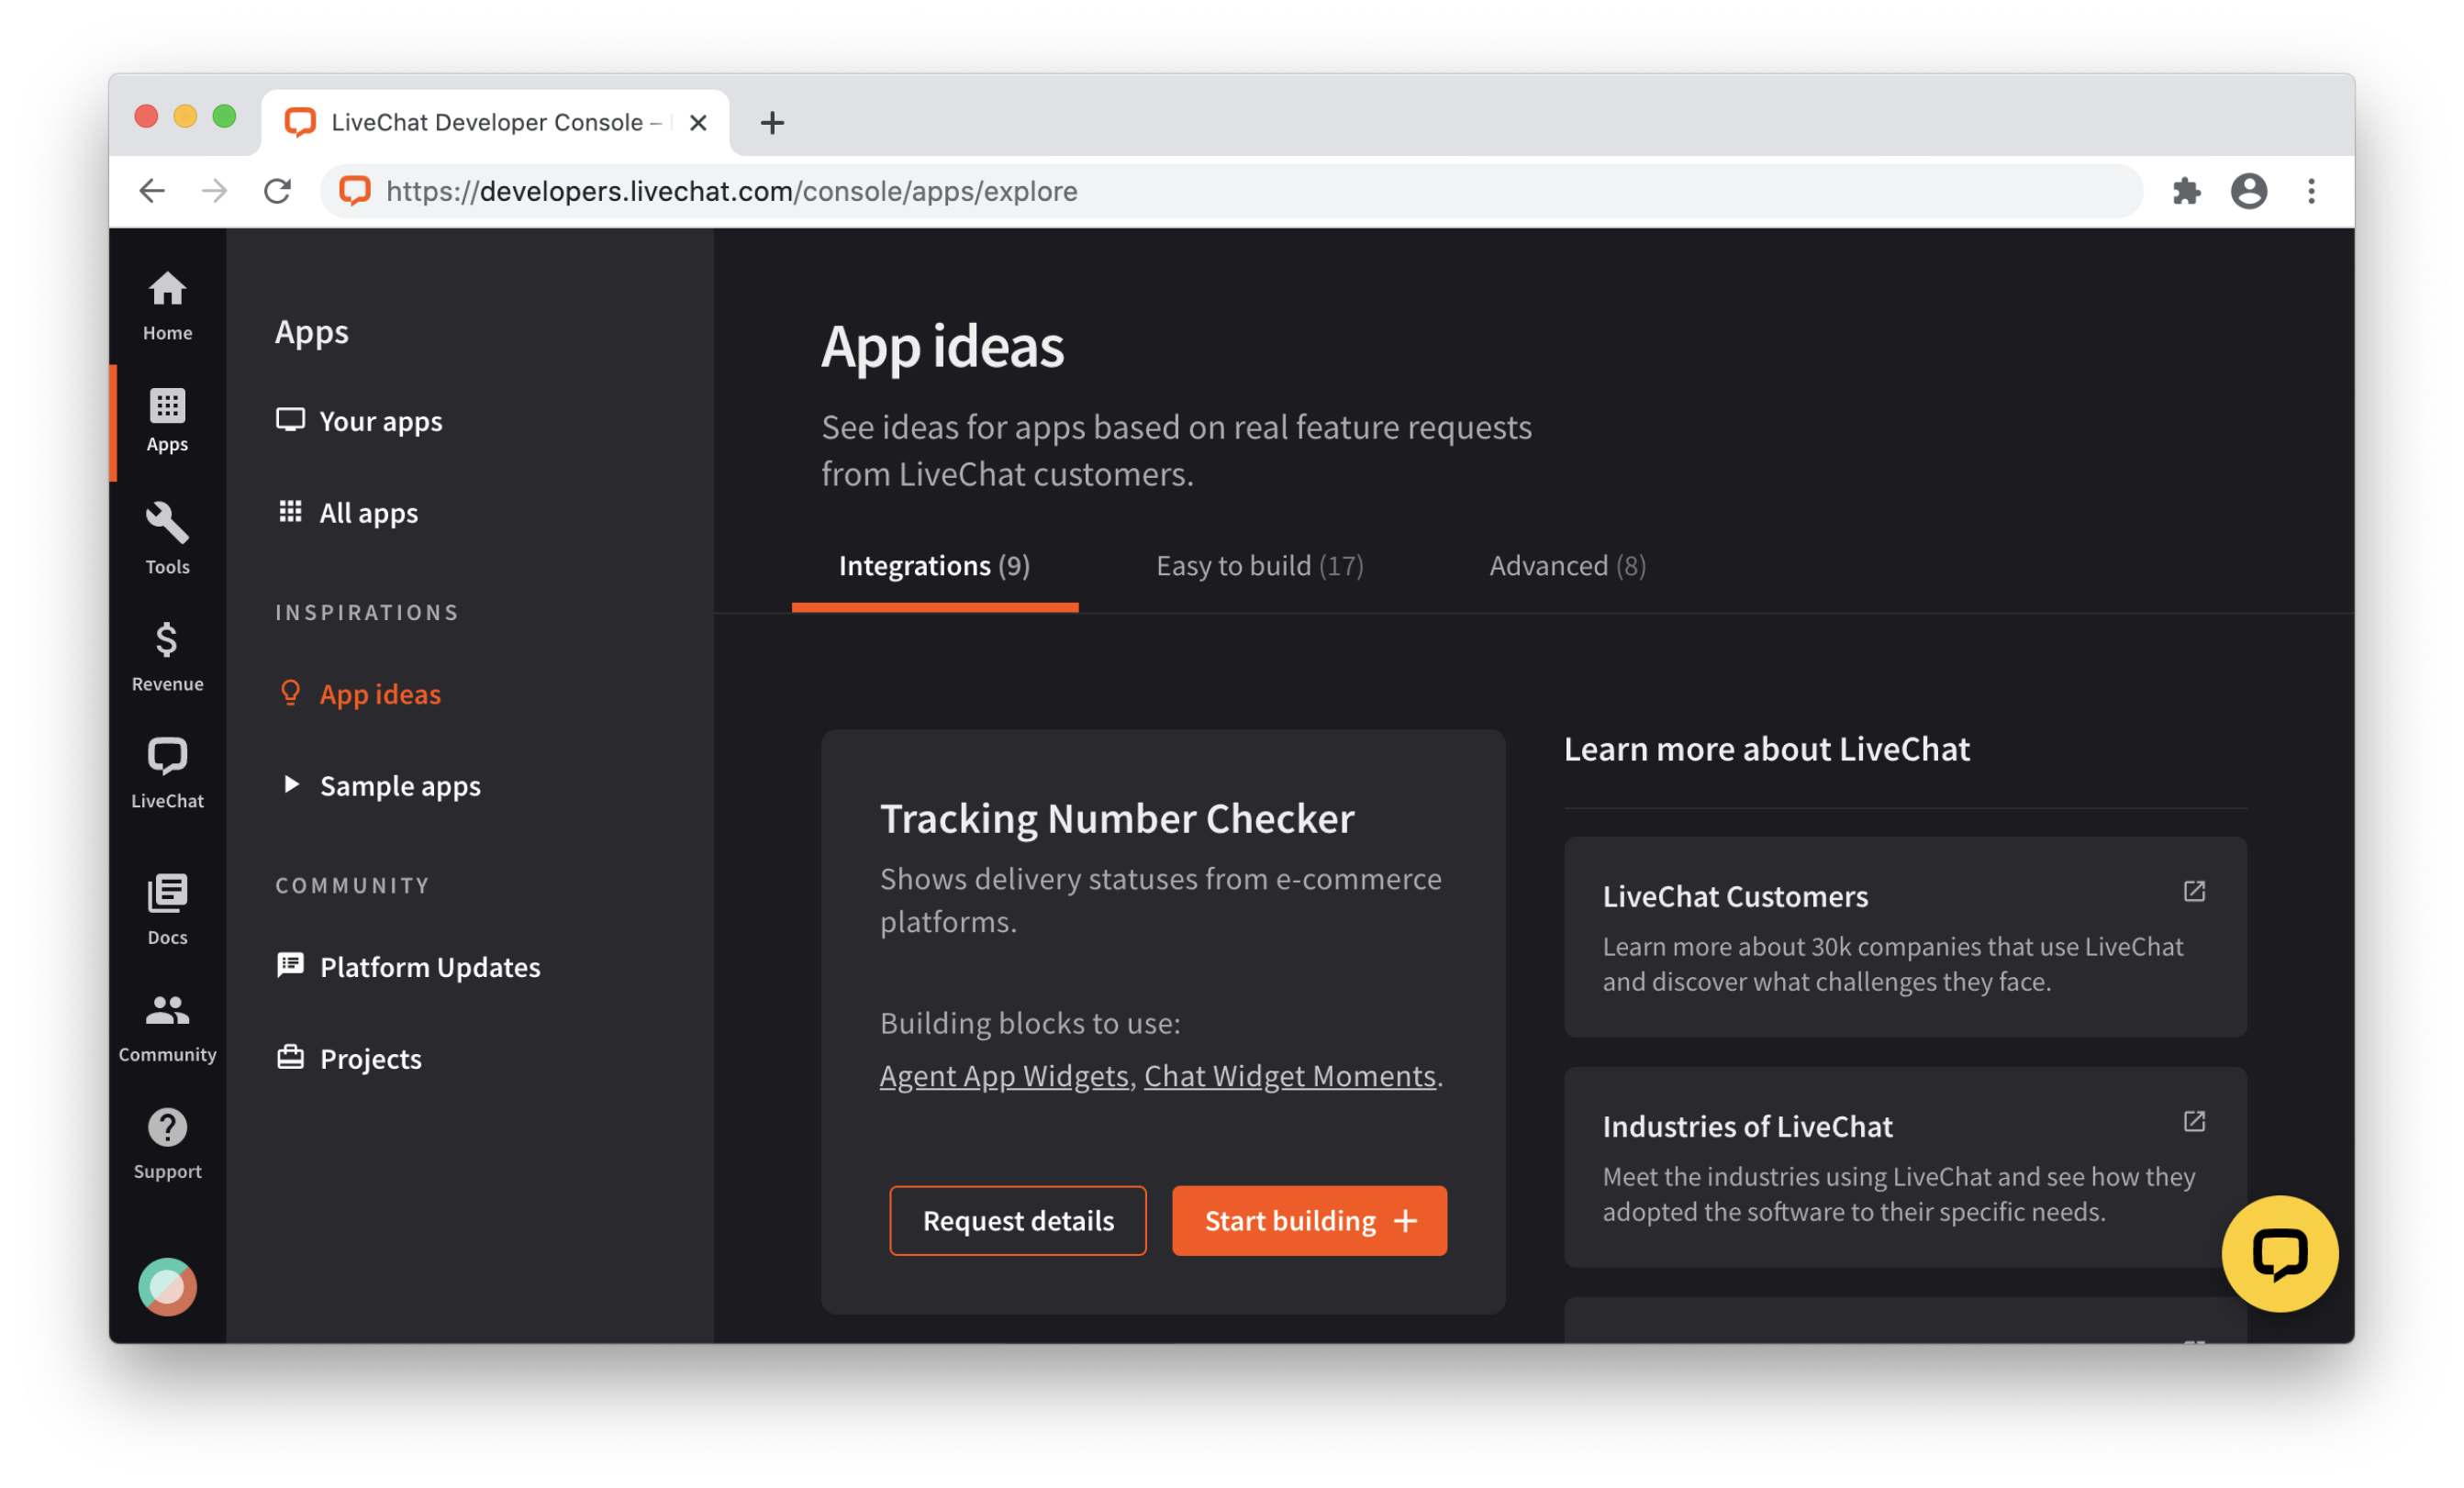 LiveChat Developer Console –
https://developers.livechat.com/console/apps/explore
Home
Apps
Tools
Revenue
LiveChat
Docs
Community
Support
Apps
Your apps
All apps
INSPIRATIONS
App ideas
Sample apps
COMMUNITY
Platform Updates
Projects
App ideas
See ideas for apps based on real feature requests
from LiveChat customers.
Integrations (9)
Easy to build (17)
Advanced (8)
Tracking Number Checker
Shows delivery statuses from e-commerce
platforms.
Building blocks to use:
Agent App Widgets, Chat Widget Moments.
Request details
Start building
Learn more about LiveChat
LiveChat Customers
Learn more about 30k companies that use LiveChat
and discover what challenges they face.
Industries of LiveChat
Meet the industries using LiveChat and see how they
adopted the software to their specific needs.